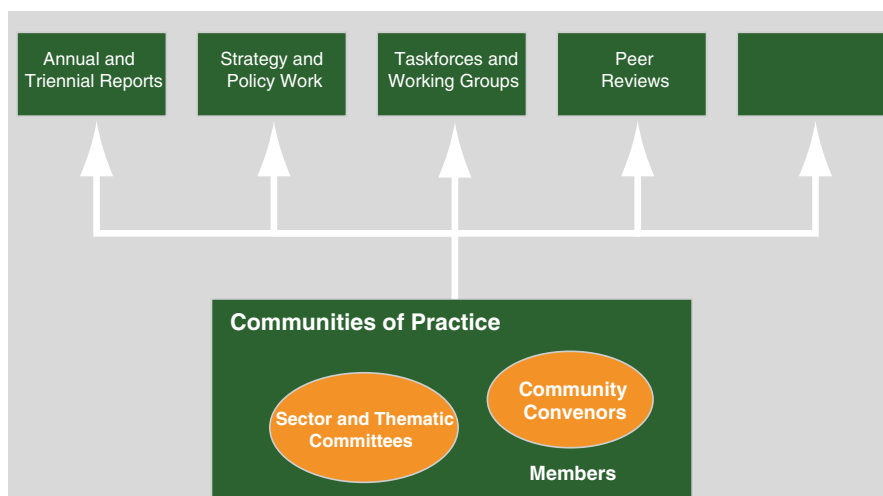 Annual and
Triennial Reports
Strategy and
Policy Work
Taskforces and
Working Groups
Peer
Reviews
Communities of Practice
Community
Convenors
Sector and Thematic
Committees
Members